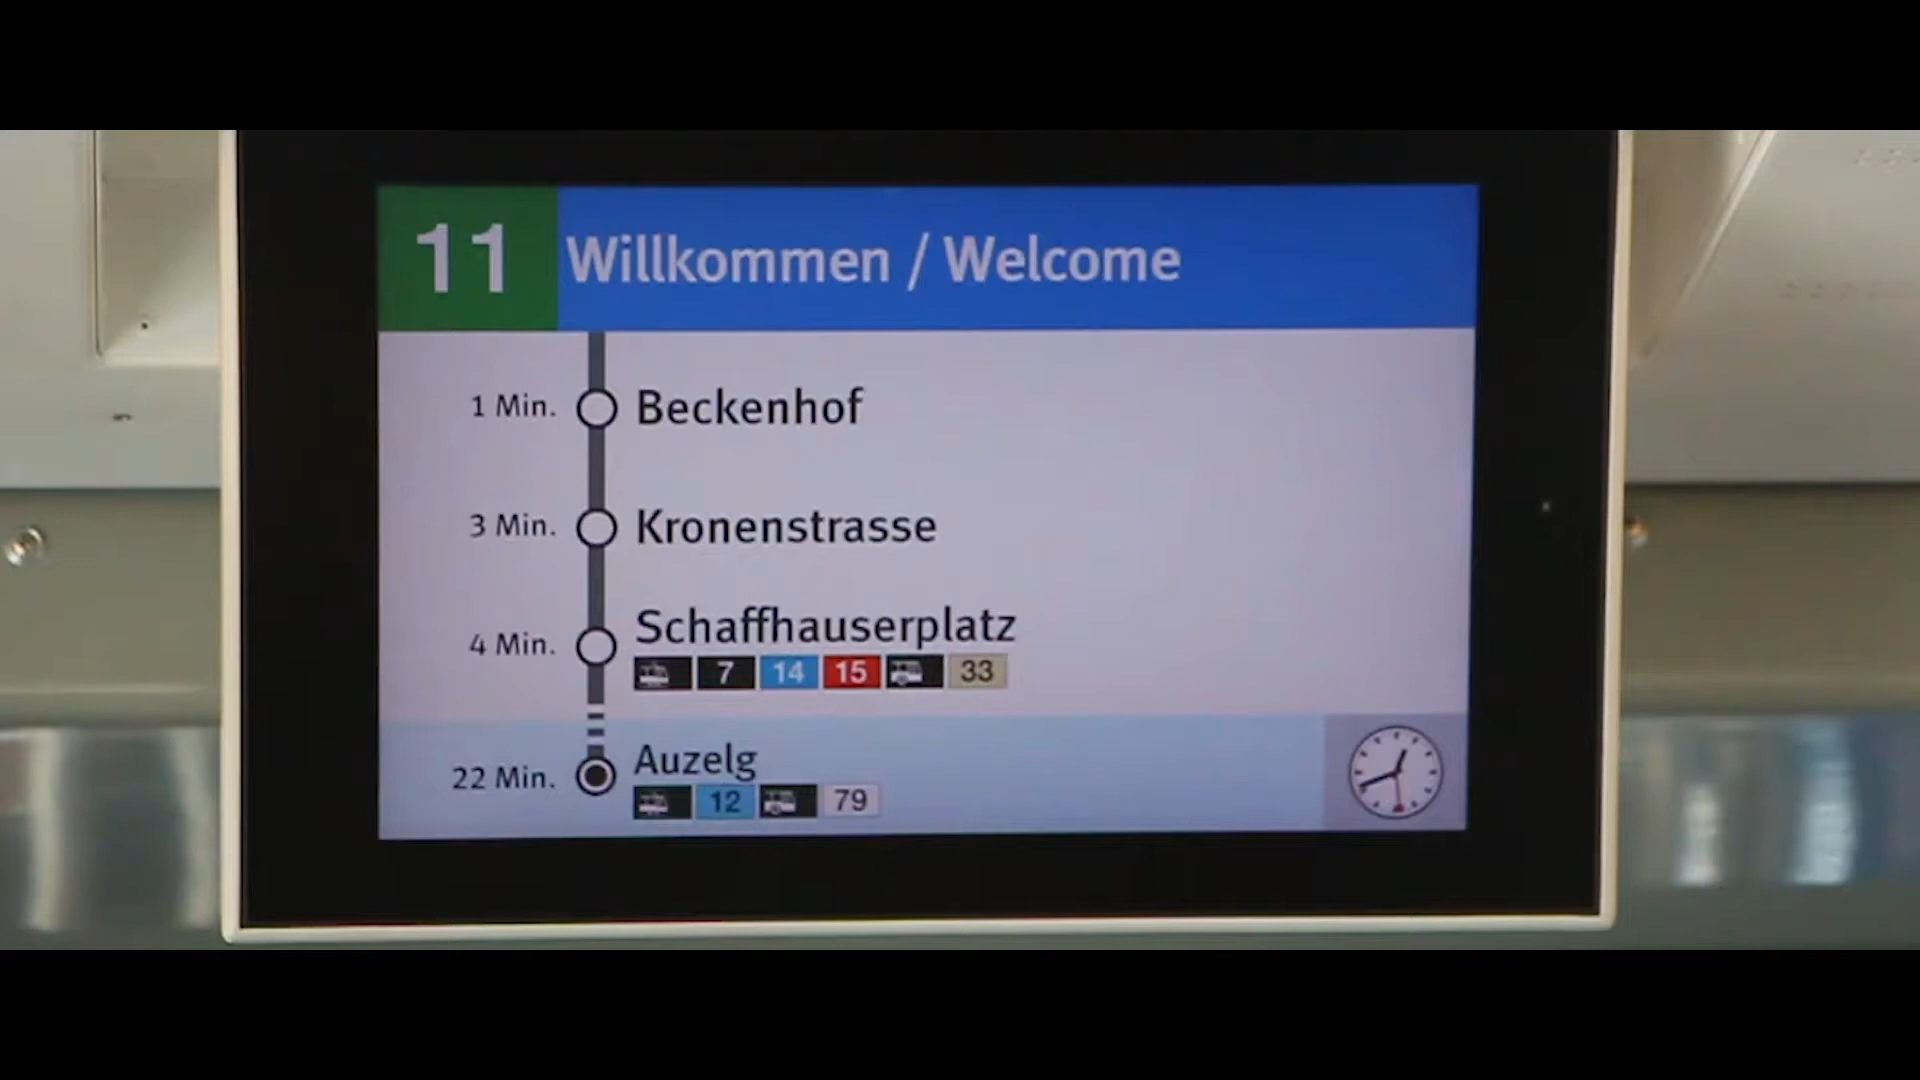 11 Willkommen / Welcome
1 Min. Beckenhof
3 Min. Kronenstrasse
4 Min. Schaffhauserplatz
7 14 15 33
22 Min. Auzelg
12 79